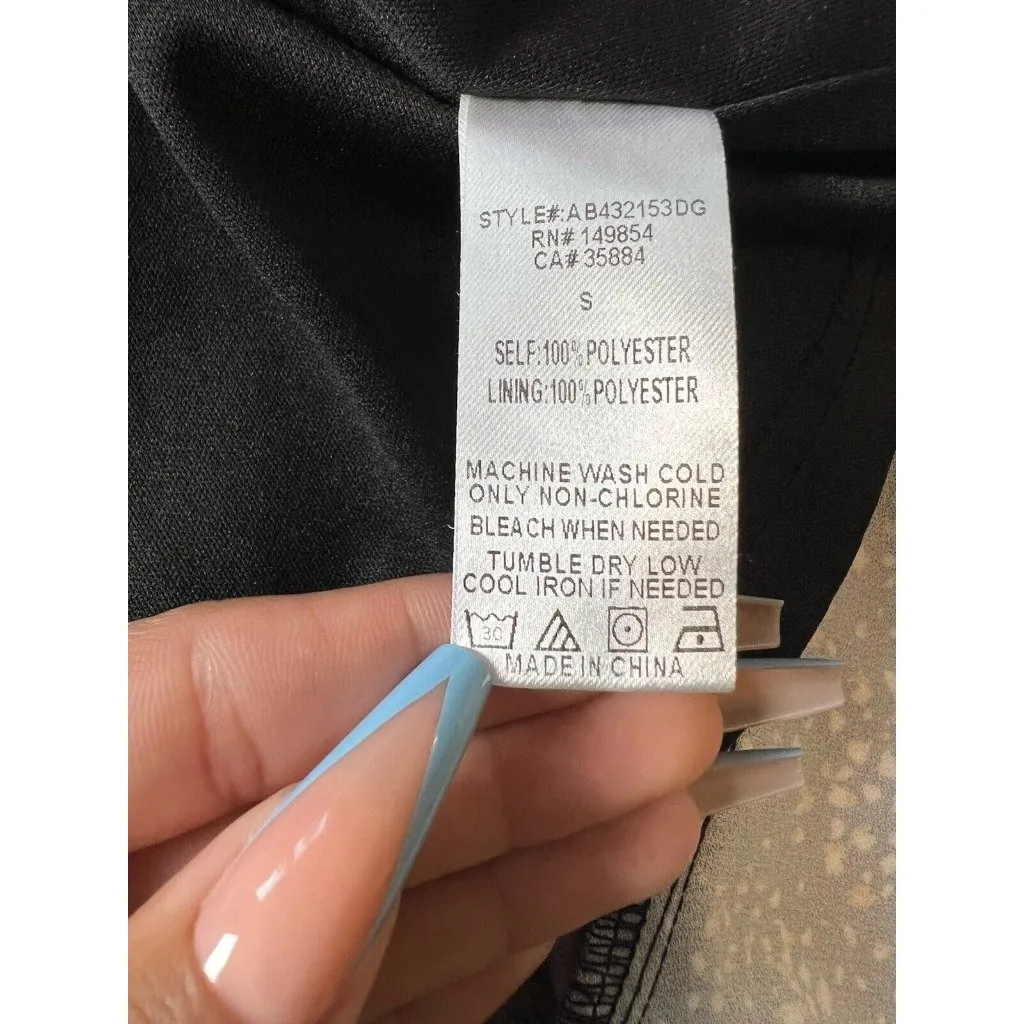 STYLE#:AB432153DG
RN# 149854
CA# 35884
S
SELF:100%POLYESTER
LINING:100%POLYESTER
MACHINE WASH COLD
ONLY NON-CHLORINE
BLEACH WHEN NEEDED
TUMBLE DRY LOW
COOL IRON IF NEEDED
30
MADE IN CHINA